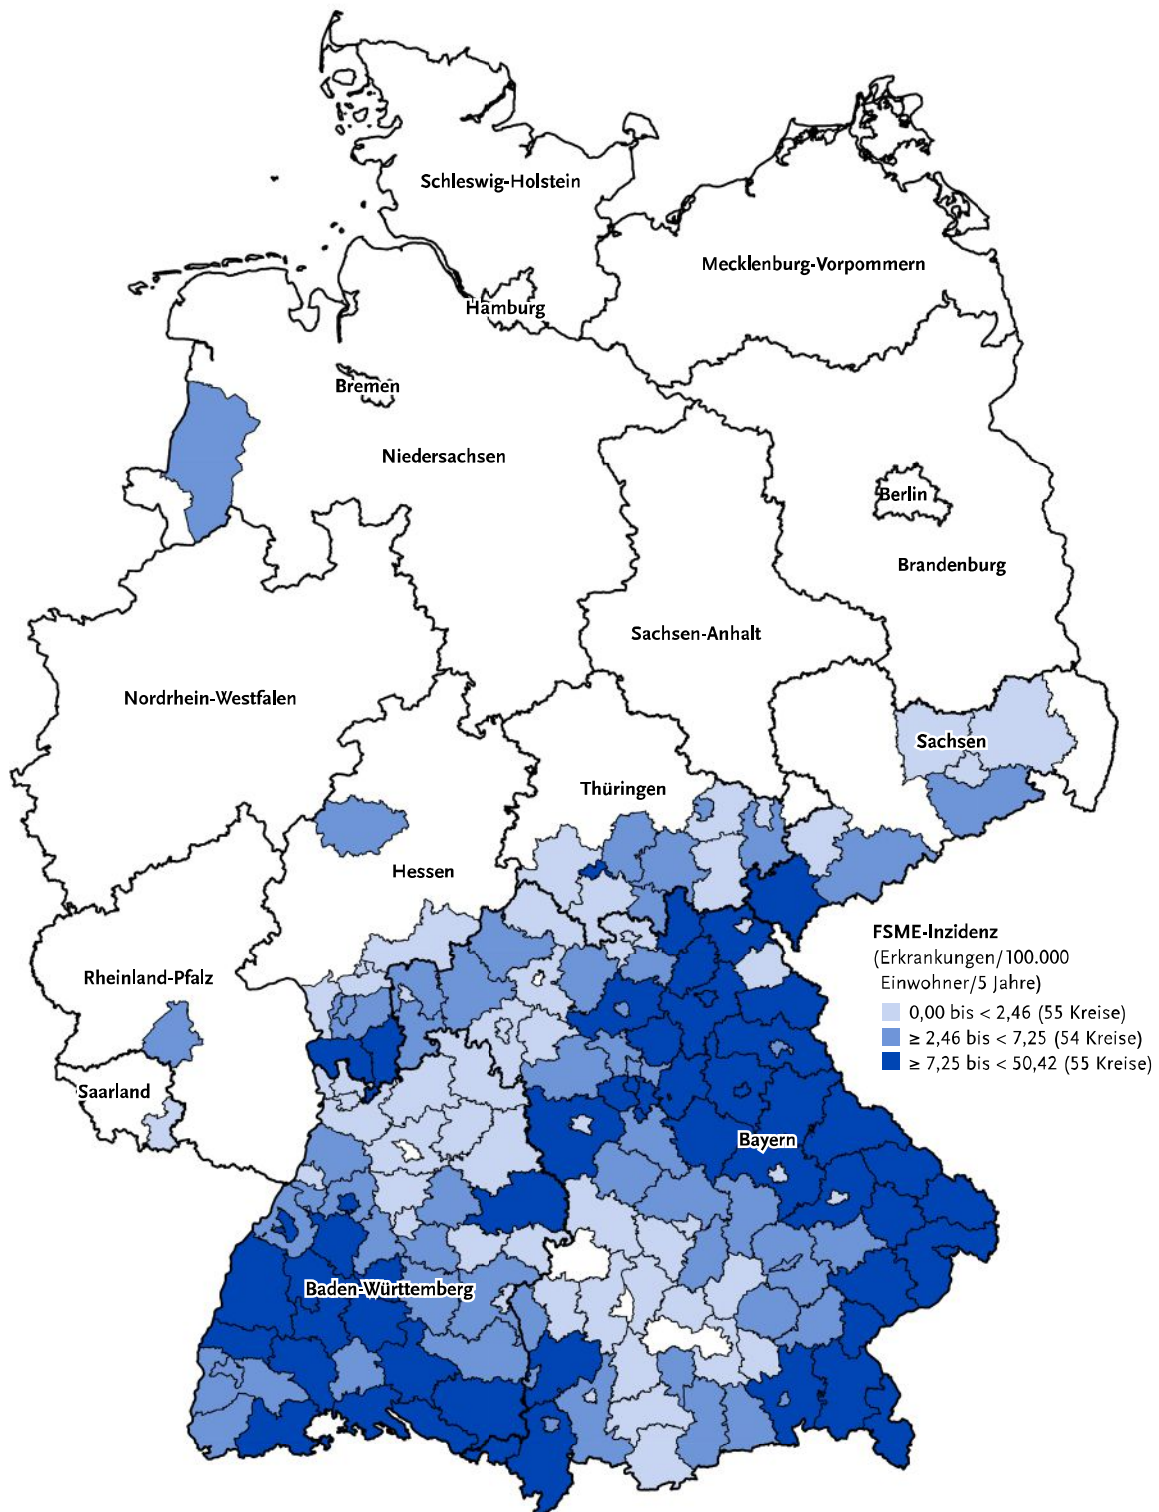 Schleswig-Holstein
Mecklenburg-Vorpommern
Hamburg
Bremen
Niedersachsen
Berlin
Brandenburg
Sachsen-Anhalt
Nordrhein-Westfalen
Sachsen
Thüringen
Hessen
FSME-Inzidenz
(Erkrankungen/100.000
Einwohner/5 Jahre)
0,00 bis < 2,46 (55 Kreise)
≥ 2,46 bis < 7,25 (54 Kreise)
≥ 7,25 bis < 50,42 (55 Kreise)
Rheinland-Pfalz
Saarland
Bayern
Baden-Württemberg